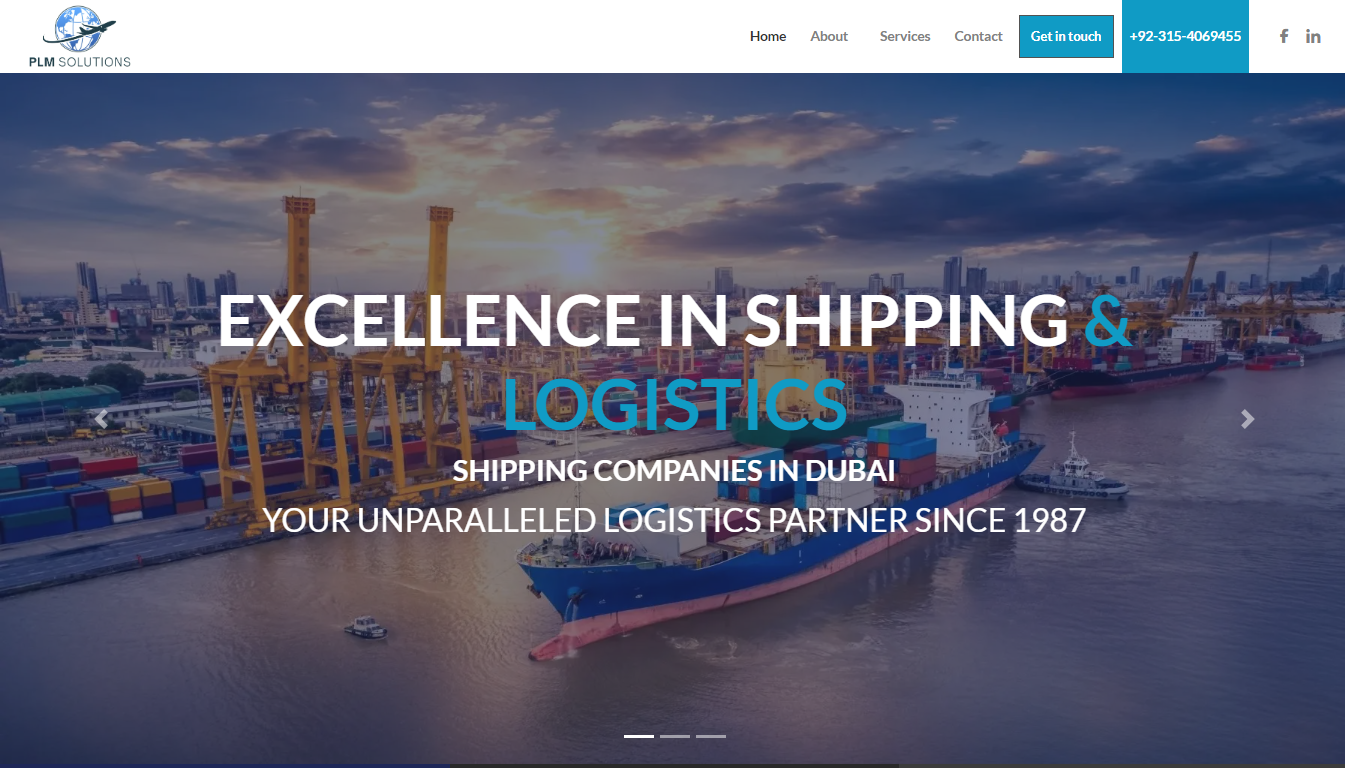 PLM SOLUTIONS
Home About Services Contact Get in touch +92-315-4069455
EXCELLENCE IN SHIPPING &
LOGISTICS
SHIPPING COMPANIES IN DUBAI
YOUR UNPARALLELED LOGISTICS PARTNER SINCE 1987